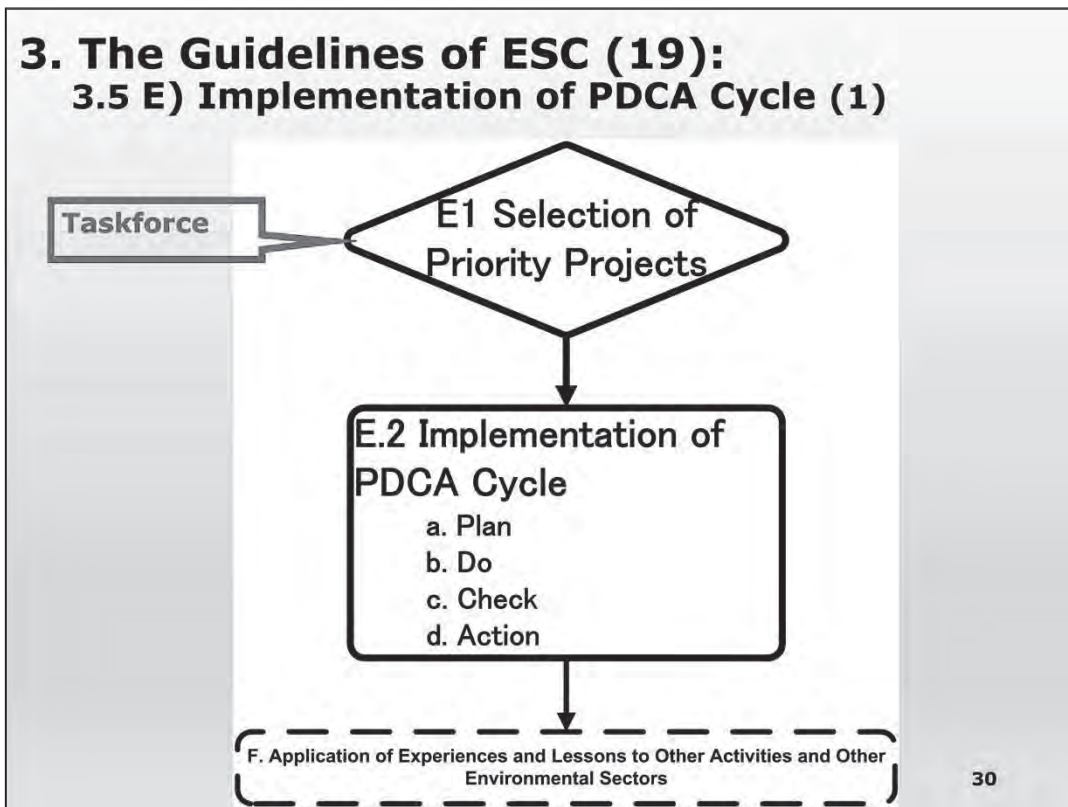 3. The Guidelines of ESC (19):
3.5 E) Implementation of PDCA Cycle (1)
Taskforce
E1 Selection of
Priority Projects
E.2 Implementation of
PDCA Cycle
a. Plan
b. Do
c. Check
d. Action
F. Application of Experiences and Lessons to Other Activities and Other
Environmental Sectors
30